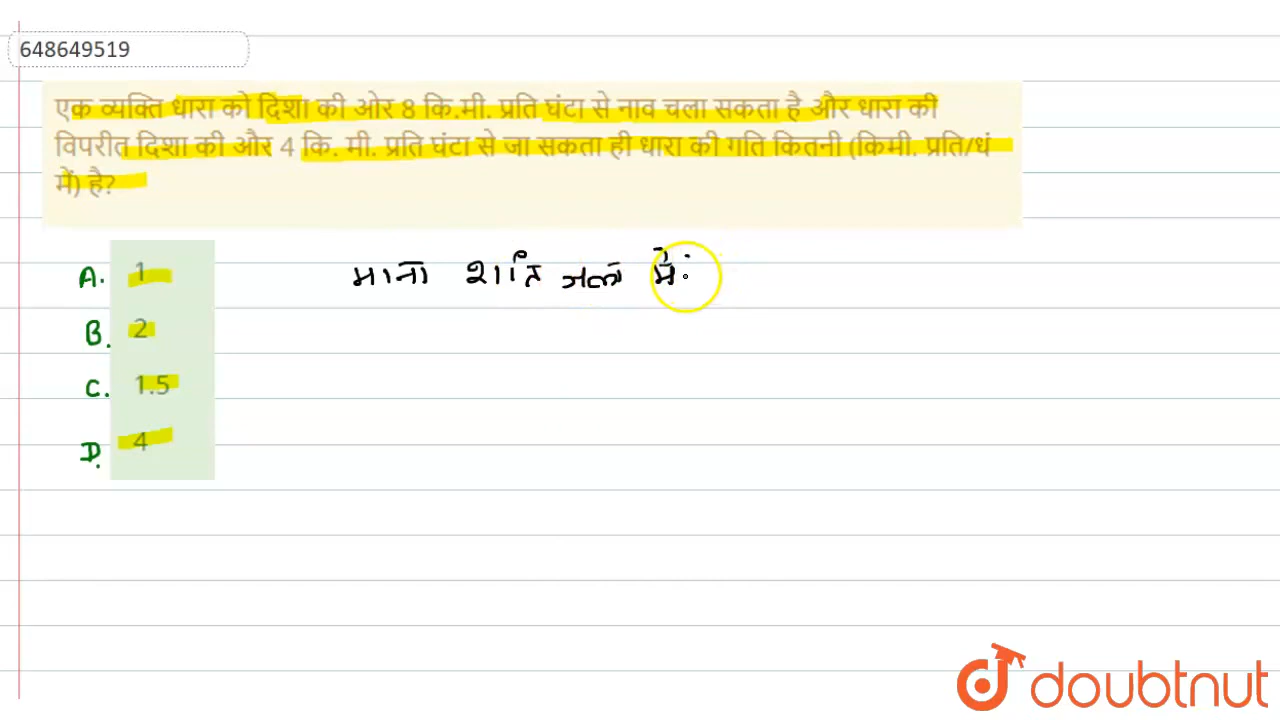 648649519
एक व्यक्ति धारा को दिशा की ओर 8 कि.मी. प्रति घंटा से नाव चला सकता है और धारा की
विपरीत दिशा की और 4 कि. मी. प्रति घंटा से जा सकता ही धारा की गति कितनी (किमी. प्रति/धं
में) है?
A. 1
माना शांत जल में
B. 2
C. 1.5
D. 4
doubtnut